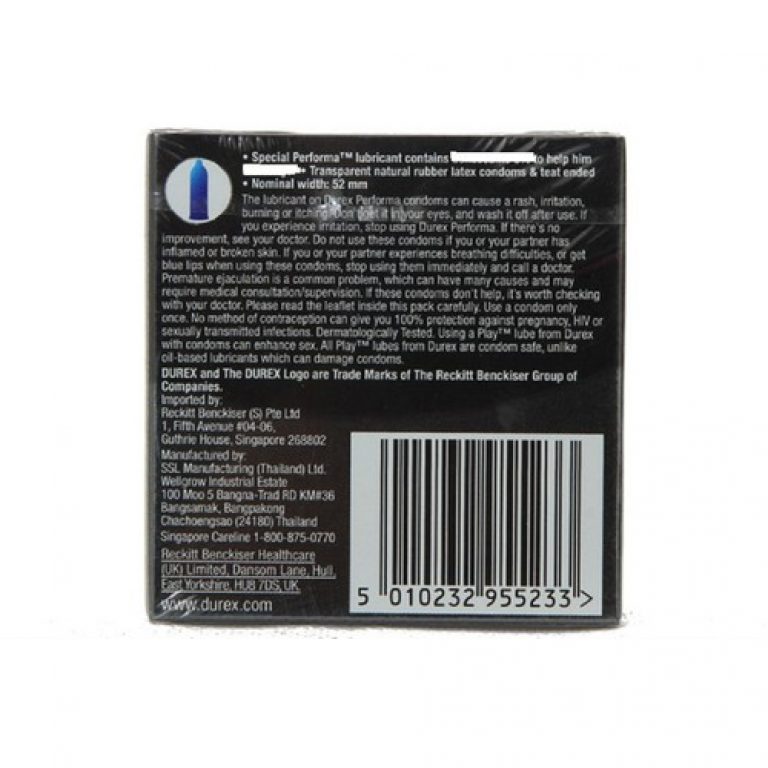 • Special Performa™ lubricant contains to help him
• Transparent natural rubber latex condoms & teat ended
• Nominal width: 52 mm
The lubricant on Durex Performa condoms can cause a rash, irritation,
burning or itching. Don't get it in your eyes, and wash it off after use. If
you experience irritation, stop using Durex Performa. If there's no
improvement, see your doctor. Do not use these condoms if you or your partner has
inflamed or broken skin. If you or your partner experiences breathing difficulties, or get
blue lips when using these condoms, stop using them immediately and call a doctor.
Premature ejaculation is a common problem, which can have many causes and may
require medical consultation/supervision. If these condoms don't help, it's worth checking
with your doctor. Please read the leaflet inside this pack carefully. Use a condom only
once. No method of contraception can give you 100% protection against pregnancy, HIV or
sexually transmitted infections. Dermatologically Tested. Using a Play™ lube from Durex
with condoms can enhance sex. All Play™ lubes from Durex are condom safe, unlike
oil-based lubricants which can damage condoms.
DUREX and The DUREX Logo are Trade Marks of The Reckitt Benckiser Group of
Companies.
Imported by:
Reckitt Benckiser (S) Pte Ltd
1, Fifth Avenue #04-06,
Guthrie House, Singapore 268802
Manufactured by:
SSL Manufacturing (Thailand) Ltd.
Wellgrow Industrial Estate
100 Moo 5 Bangna-Trad RD KM#36
Bangsamak, Bangpakong
Chachoengsao (24180) Thailand
Singapore Careline 1-800-875-0770
Reckitt Benckiser Healthcare
(UK) Limited, Dansom Lane, Hull,
East Yorkshire, HU8 7DS, UK.
www.durex.com
5 010232 955233 >